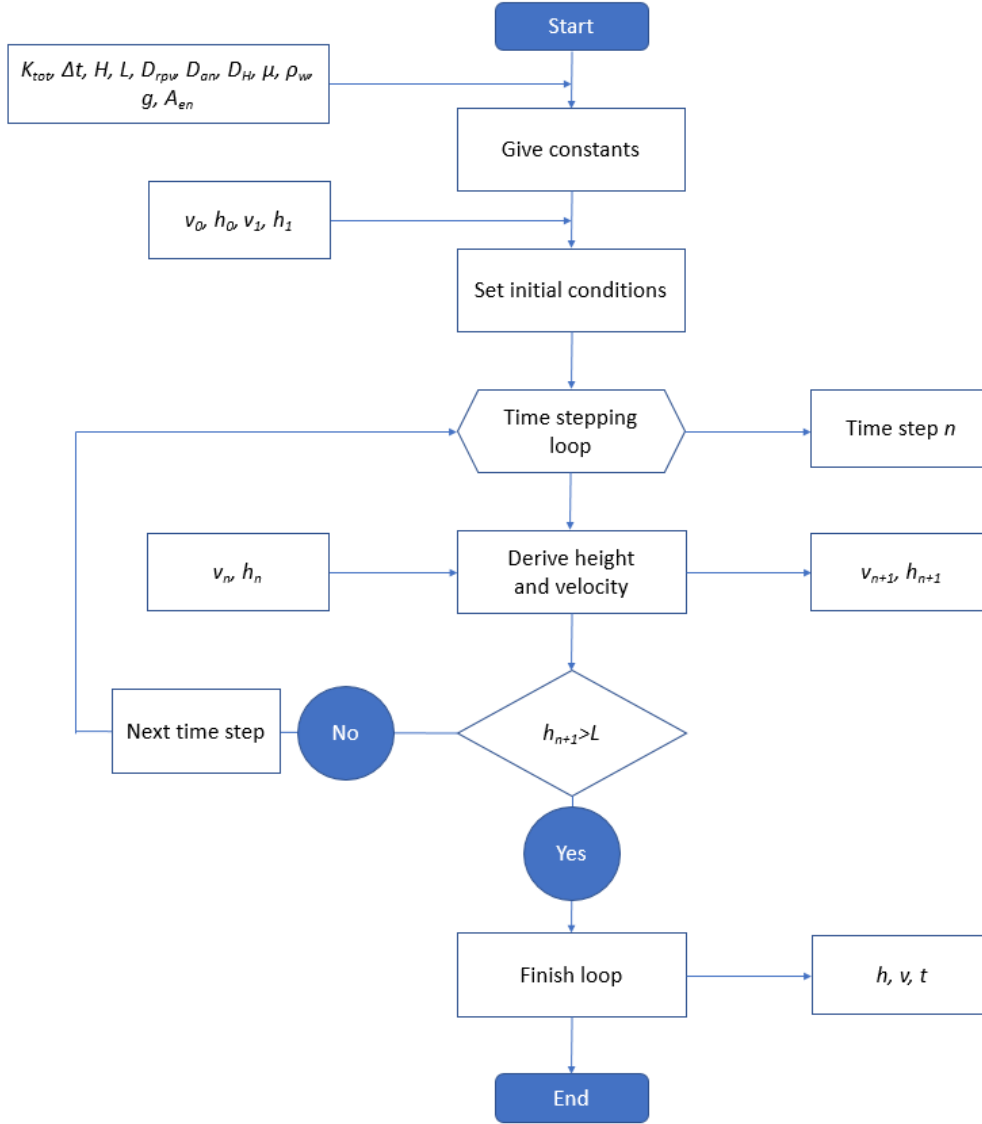 Start
K_tot, Δt, H, L, D_rpv, D_an, D_H, μ, ρ_w,
g, A_en
Give constants
v_0, h_0, v_1, h_1
Set initial conditions
Time stepping
loop
Time step n
v_n, h_n
Derive height
and velocity
v_n+1, h_n+1
Next time step
No
h_n+1>L
Yes
Finish loop
h, v, t
End